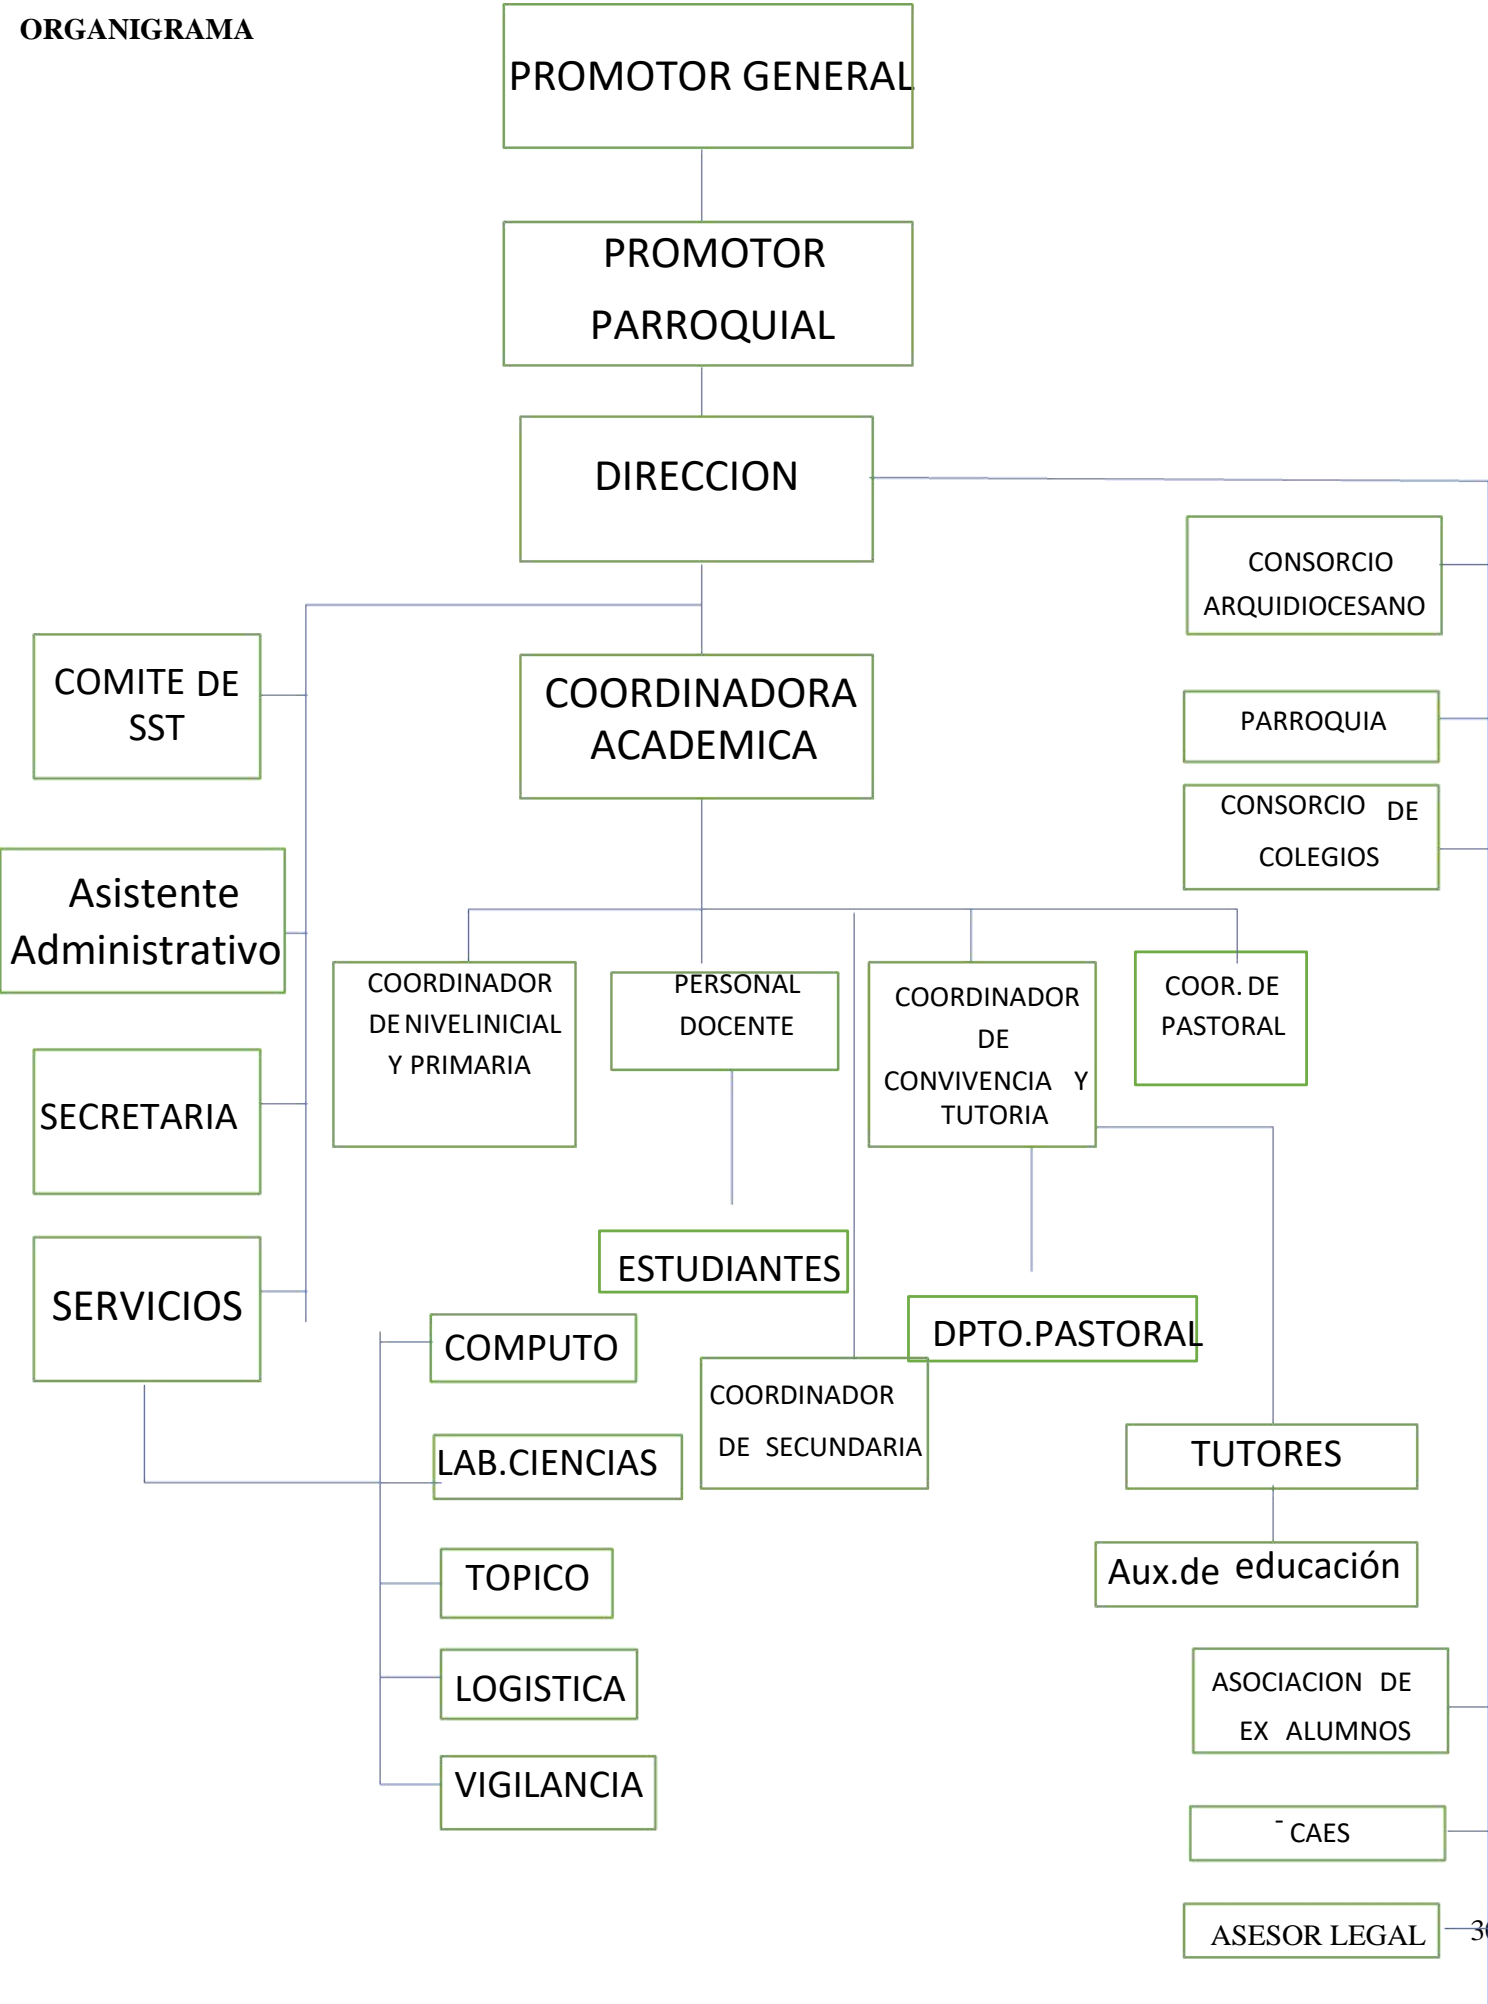 ORGANIGRAMA
PROMOTOR GENERAL
PROMOTOR
PARROQUIAL
DIRECCION
CONSORCIO
ARQUIDIOCESANO
COMITE DE
SST
COORDINADORA
ACADEMICA
PARROQUIA
CONSORCIO DE
COLEGIOS
Asistente
Administrativo
COORDINADOR
DE NIVEL INICIAL
Y PRIMARIA
PERSONAL
DOCENTE
COORDINADOR
DE
CONVIVENCIA Y
TUTORIA
COOR. DE
PASTORAL
SECRETARIA
ESTUDIANTES
SERVICIOS
DPTO.PASTORAL
COMPUTO
COORDINADOR
DE SECUNDARIA
LAB.CIENCIAS
TUTORES
TOPICO
Aux.de educación
LOGISTICA
ASOCIACION DE
EX ALUMNOS
VIGILANCIA
- CAES
ASESOR LEGAL